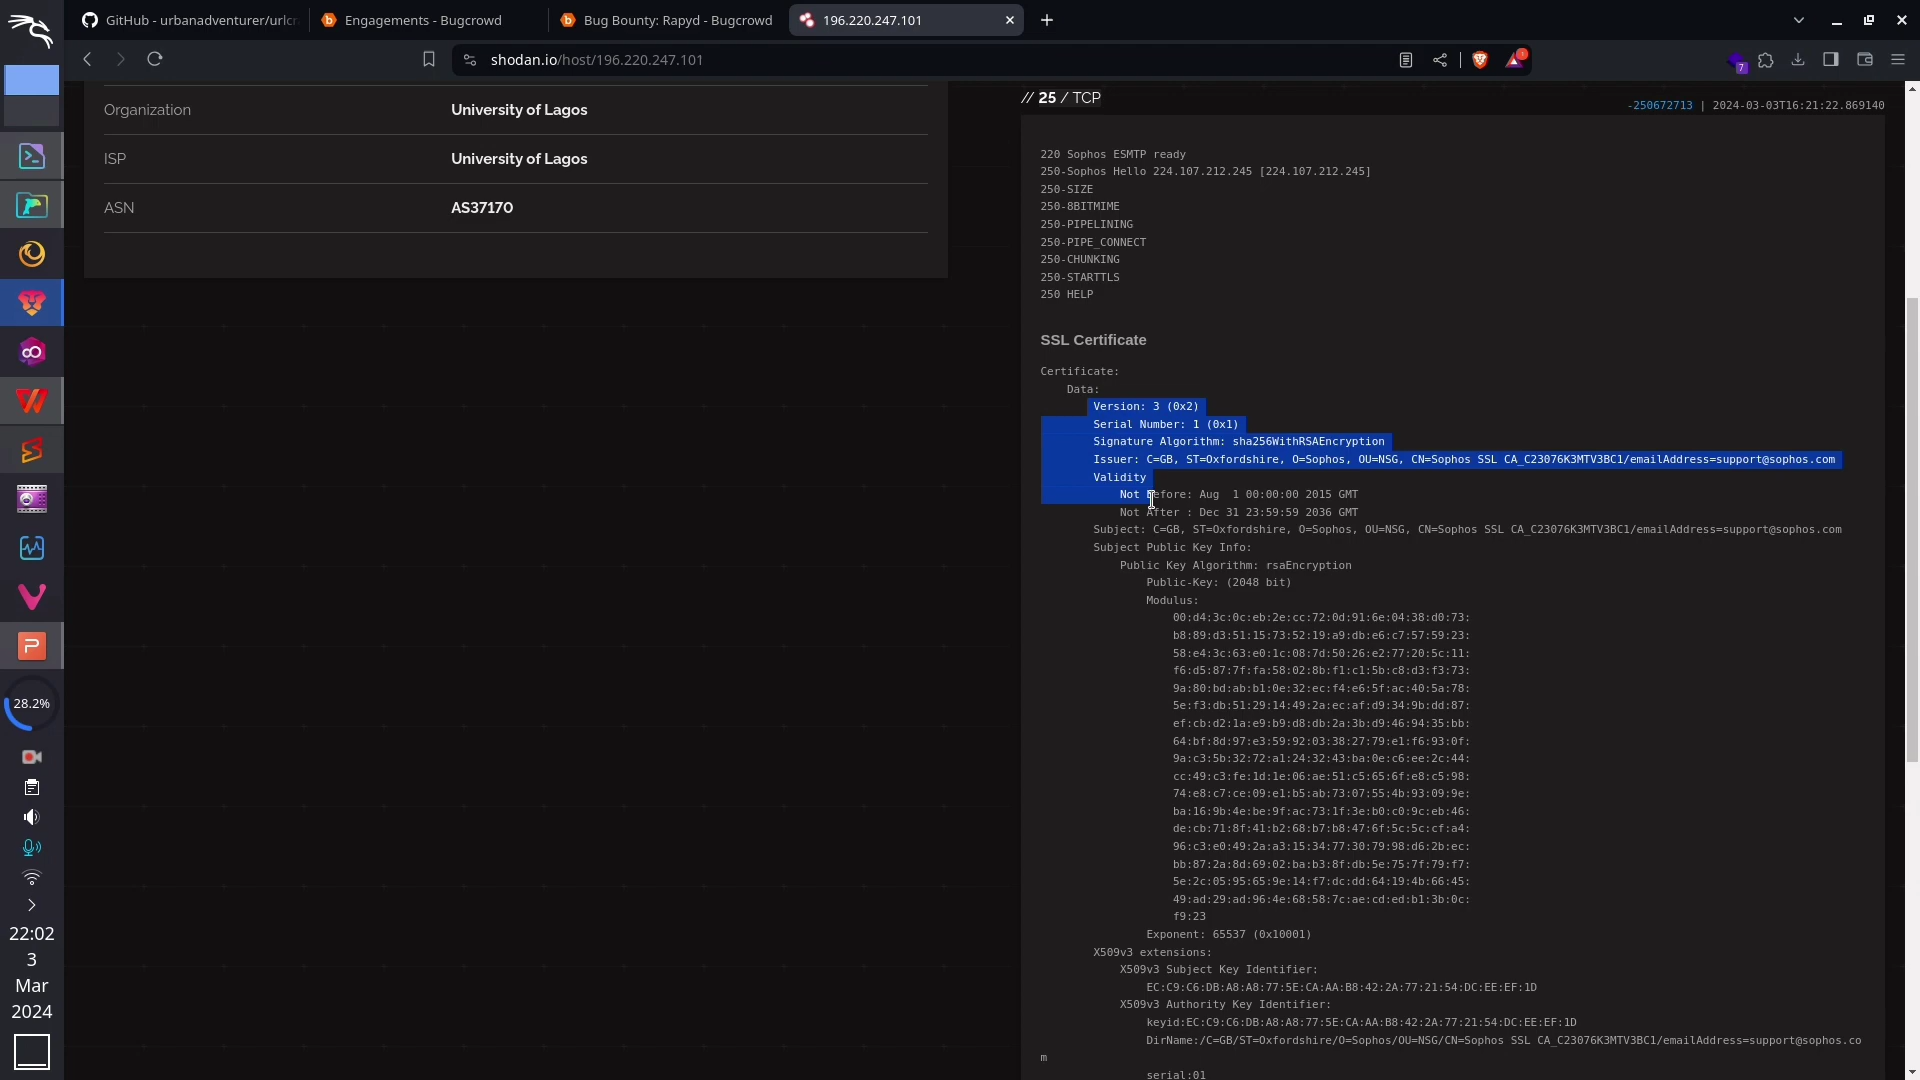 GitHub - urbanadventurer/urlcr
Engagements - Bugcrowd
Bug Bounty: Rapyd - Bugcrowd
196.220.247.101
shodan.io/host/196.220.247.101
7
Organization University of Lagos
ISP University of Lagos
ASN AS37170
// 25 / TCP
-250672713 | 2024-03-03T16:21:22.869140
220 Sophos ESMTP ready
250-Sophos Hello 224.107.212.245 [224.107.212.245]
250-SIZE
250-8BITMIME
250-PIPELINING
250-PIPE_CONNECT
250-CHUNKING
250-STARTTLS
250 HELP
SSL Certificate
Certificate:
Data:
Version: 3 (0x2)
Serial Number: 1 (0x1)
Signature Algorithm: sha256WithRSAEncryption
Issuer: C=GB, ST=Oxfordshire, O=Sophos, OU=NSG, CN=Sophos SSL CA_C23076K3MTV3BC1/emailAddress=support@sophos.com
Validity
Not Before: Aug  1 00:00:00 2015 GMT
Not After : Dec 31 23:59:59 2036 GMT
Subject: C=GB, ST=Oxfordshire, O=Sophos, OU=NSG, CN=Sophos SSL CA_C23076K3MTV3BC1/emailAddress=support@sophos.com
Subject Public Key Info:
Public Key Algorithm: rsaEncryption
Public-Key: (2048 bit)
Modulus:
00:d4:3c:0c:eb:2e:cc:72:0d:91:6e:04:38:d0:73:
b8:89:d3:51:15:73:52:19:a9:db:e6:c7:57:59:23:
58:e4:3c:63:e0:1c:08:7d:50:26:e2:77:20:5c:11:
f6:d5:87:7f:fa:58:02:8b:f1:c1:5b:c8:d3:f3:73:
9a:80:bd:ab:b1:0e:32:ec:f4:e6:5f:ac:40:5a:78:
5e:f3:db:51:29:14:49:2a:ec:af:d9:34:9b:dd:87:
ef:cb:d2:1a:e9:b9:d8:db:2a:3b:d9:46:94:35:bb:
64:bf:8d:97:e3:59:92:03:38:27:79:e1:f6:93:0f:
9a:c3:5b:32:72:a1:24:32:43:ba:0e:c6:ee:2c:44:
cc:49:c3:fe:1d:1e:06:ae:51:c5:65:6f:e8:c5:98:
74:e8:c7:ce:09:e1:b5:ab:73:07:55:4b:93:09:9e:
ba:16:9b:4e:be:9f:ac:73:1f:3e:b0:c0:9c:eb:46:
de:cb:71:8f:41:b2:68:b7:b8:47:6f:5c:5c:cf:a4:
96:c3:e0:49:2a:a3:15:34:77:30:79:98:d6:2b:ec:
bb:87:2a:8d:69:02:ba:b3:8f:db:5e:75:7f:79:f7:
5e:2c:05:95:65:9e:14:f7:dc:dd:64:19:4b:66:45:
49:ad:29:ad:96:4e:68:58:7c:ae:cd:ed:b1:3b:0c:
f9:23
Exponent: 65537 (0x10001)
X509v3 extensions:
X509v3 Subject Key Identifier:
EC:C9:C6:DB:A8:A8:77:5E:CA:AA:B8:42:2A:77:21:54:DC:EE:EF:1D
X509v3 Authority Key Identifier:
keyid:EC:C9:C6:DB:A8:A8:77:5E:CA:AA:B8:42:2A:77:21:54:DC:EE:EF:1D
DirName:/C=GB/ST=Oxfordshire/O=Sophos/OU=NSG/CN=Sophos SSL CA_C23076K3MTV3BC1/emailAddress=support@sophos.co
m
serial:01
28.2%
22:02
3
Mar
2024